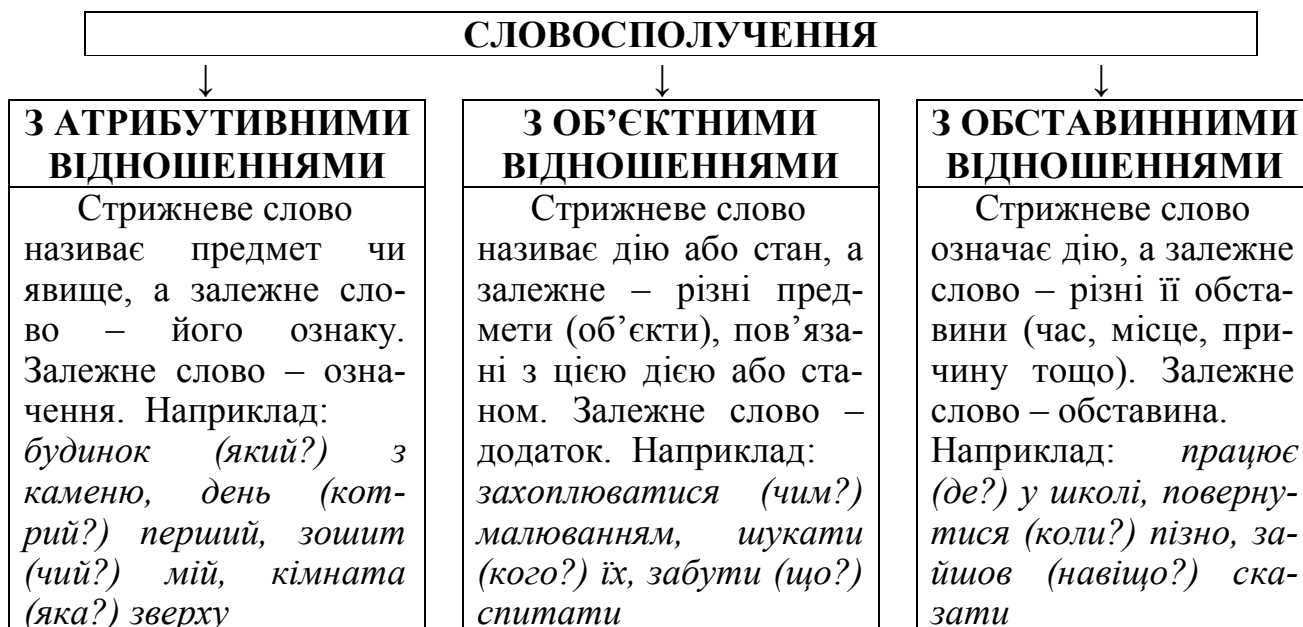 СЛОВОСПОЛУЧЕННЯ
↓ ↓ ↓
З АТРИБУТИВНИМИ
ВІДНОШЕННЯМИ
Стрижневе слово
називає предмет чи
явище, а залежне сло-
во – його ознаку.
Залежне слово – озна-
чення. Наприклад:
будинок (який?) з
каменю, день (кот-
рий?) перший, зошит
(чий?) мій, кімната
(яка?) зверху
З ОБ’ЄКТНИМИ
ВІДНОШЕННЯМИ
Стрижневе слово
називає дію або стан, а
залежне – різні пред-
мети (об’єкти), пов’яза-
ні з цією дією або ста-
ном. Залежне слово –
додаток. Наприклад:
захоплюватися (чим?)
малюванням, шукати
(кого?) їх, забути (що?)
спитати
З ОБСТАВИННИМИ
ВІДНОШЕННЯМИ
Стрижневе слово
означає дію, а залежне
слово – різні її обста-
вини (час, місце, при-
чину тощо). Залежне
слово – обставина.
Наприклад: працює
(де?) у школі, поверну-
тися (коли?) пізно, за-
йшов (навіщо?) ска-
зати